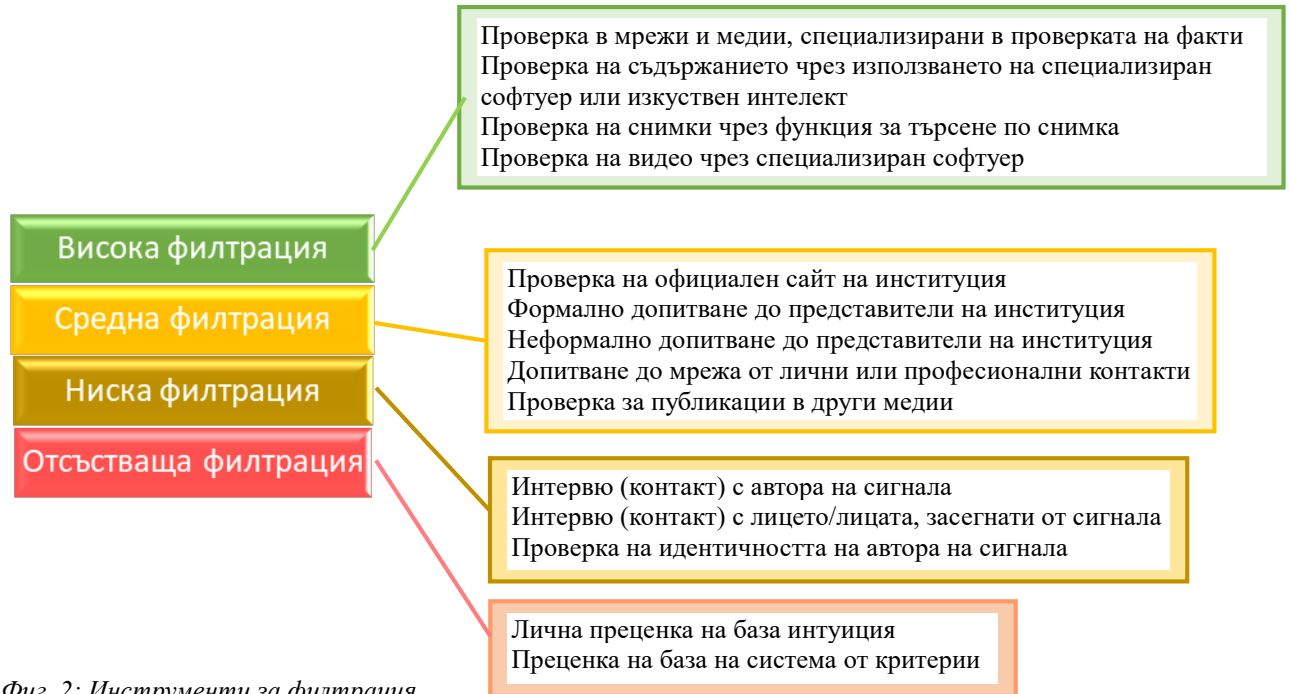 Проверка в мрежи и медии, специализирани в проверката на факти
Проверка на съдържанието чрез използването на специализиран
софтуер или изкуствен интелект
Проверка на снимки чрез функция за търсене по снимка
Проверка на видео чрез специализиран софтуер
Висока филтрация
Средна филтрация
Ниска филтрация
Отсъстваща филтрация
Проверка на официален сайт на институция
Формално допитване до представители на институция
Неформално допитване до представители на институция
Допитване до мрежа от лични или професионални контакти
Проверка за публикации в други медии
Интервю (контакт) с автора на сигнала
Интервю (контакт) с лицето/лицата, засегнати от сигнала
Проверка на идентичността на автора на сигнала
Лична преценка на база интуиция
Преценка на база на система от критерии
Фиг. 2: Инструменти за филтрация